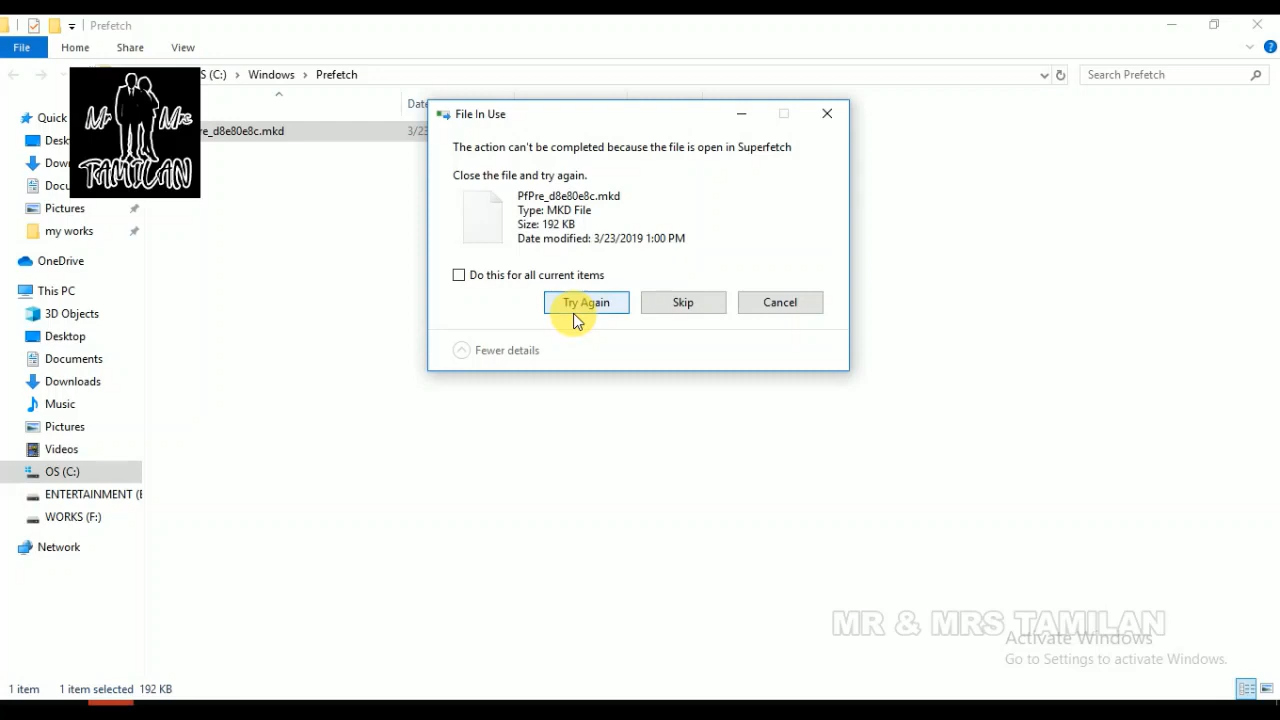 Prefetch
File
Home
Share
View
S (C:)
Windows
Prefetch
Search Prefetch
Mr Mrs
TAMILAN
Quick
Pictures
my works
OneDrive
This PC
3D Objects
Desktop
Documents
Downloads
Music
Pictures
Videos
OS (C:)
ENTERTAINMENT (E
WORKS (F:)
Network
re_d8e80e8c.mkd
3/23
File In Use
The action can't be completed because the file is open in Superfetch
Close the file and try again.
PfPre_d8e80e8c.mkd
Type: MKD File
Size: 192 KB
Date modified: 3/23/2019 1:00 PM
Do this for all current items
Try Again
Skip
Cancel
Fewer details
MR & MRS TAMILAN
Activate Windows
Go to Settings to activate Windows.
1 item
1 item selected 192 KB